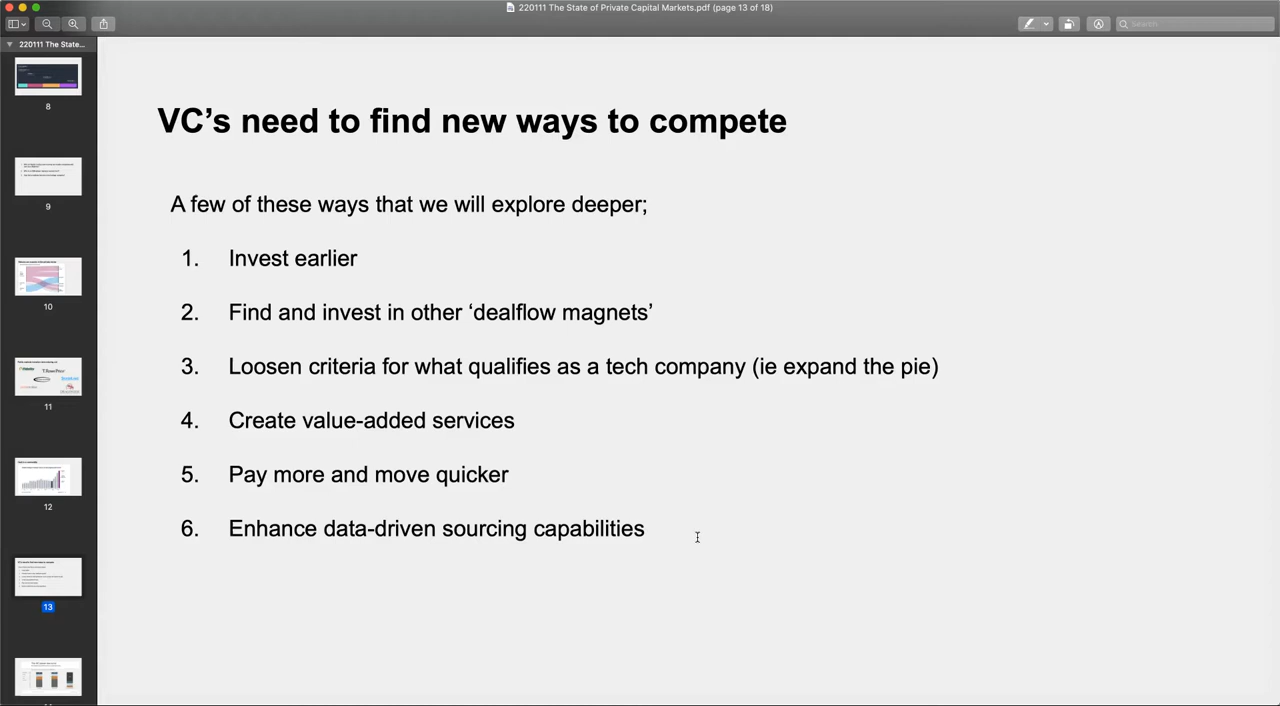 220111 The State of Private Capital Markets.pdf (page 13 of 18)
Search
220111 The State...
8
9
10
11
12
13
VC’s need to find new ways to compete
A few of these ways that we will explore deeper;
1. Invest earlier
2. Find and invest in other ‘dealflow magnets’
3. Loosen criteria for what qualifies as a tech company (ie expand the pie)
4. Create value-added services
5. Pay more and move quicker
6. Enhance data-driven sourcing capabilities